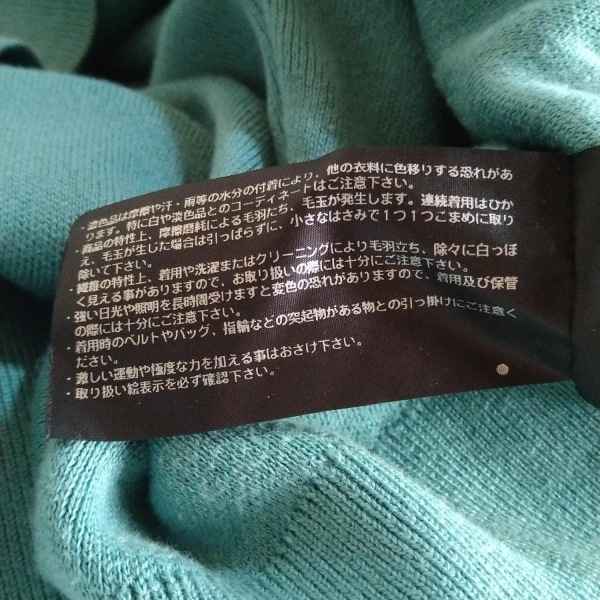 ・濃色品は摩擦や汗・雨等の水分の付着により、他の衣料に色移りする恐れがあ
ります。特に白や淡色品とのコーディネートはご注意下さい。
・商品の特性上、摩擦磨耗による毛羽たち、毛玉が発生します。連続着用はひか
え、毛玉が生じた場合は引っぱらずに、小さなはさみで1つ1つこまめに取り
除いて下さい。
・繊維の特性上、着用や洗濯またはクリーニングにより毛羽立ち、除々に白っぽ
く見える事がありますので、お取り扱いの際には十分にご注意下さい。
・強い日光や照明を長時間受けますと変色の恐れがありますので、着用及び保管
の際には十分にご注意下さい。
・着用時のベルトやバッグ、指輪などの突起物がある物との引っ掛けにご注意く
ださい。
・激しい運動や極度な力を加える事はおさけ下さい。
・取り扱い絵表示を必ず確認下さい。